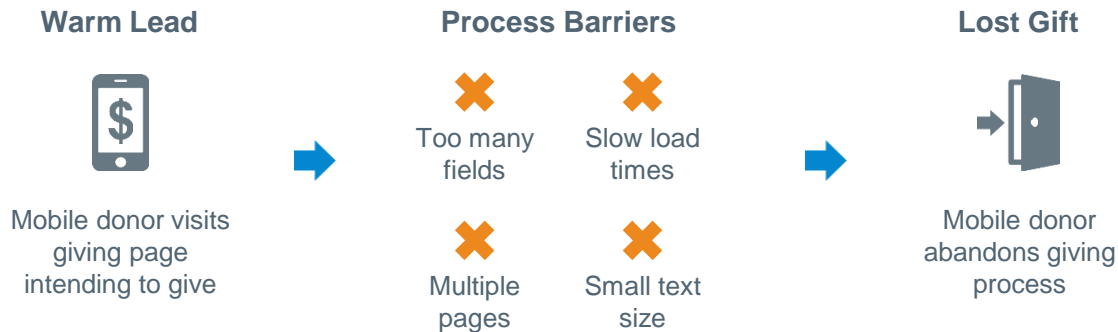 Warm Lead
Process Barriers
Lost Gift
$
Mobile donor visits
giving page
intending to give
Too many
fields
Slow load
times
Multiple
pages
Small text
size
Mobile donor
abandons giving
process